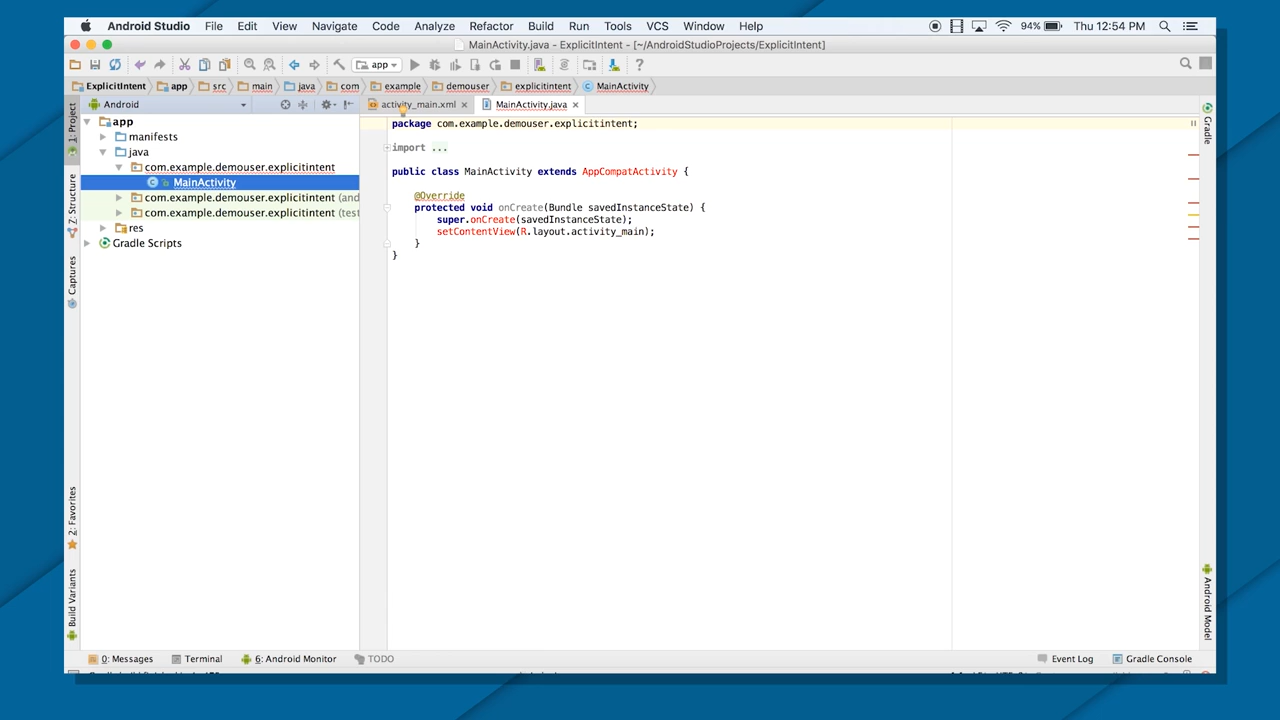 Android Studio File Edit View Navigate Code Analyze Refactor Build Run Tools VCS Window Help 94% Thu 12:54 PM
MainActivity.java - ExplicitIntent - [~/AndroidStudioProjects/ExplicitIntent]
app
ExplicitIntent app src main java com example demouser explicitintent MainActivity
Android
activity_main.xml MainActivity.java
1: Project
Z: Structure
Captures
2: Favorites
Build Variants
app
manifests
java
com.example.demouser.explicitintent
MainActivity
com.example.demouser.explicitintent (and
com.example.demouser.explicitintent (test
res
Gradle Scripts
package com.example.demouser.explicitintent;
import ...
public class MainActivity extends AppCompatActivity {
@Override
protected void onCreate(Bundle savedInstanceState) {
super.onCreate(savedInstanceState);
setContentView(R.layout.activity_main);
}
}
Gradle
Android Model
0: Messages Terminal 6: Android Monitor TODO Event Log Gradle Console